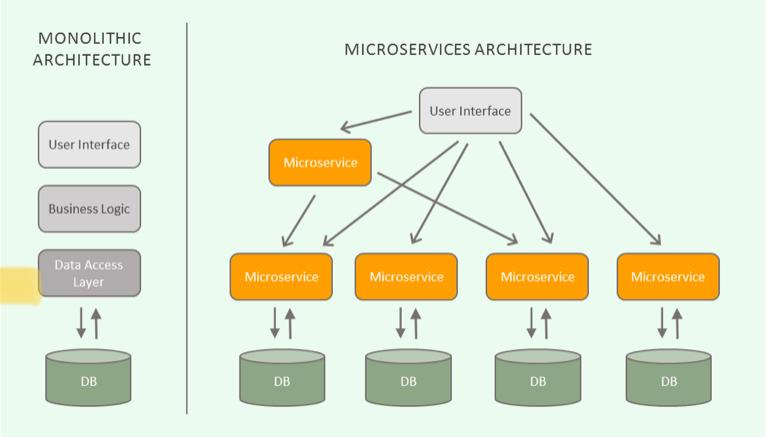 MONOLITHIC
ARCHITECTURE
User Interface
Business Logic
Data Access
Layer
DB
MICROSERVICES ARCHITECTURE
User Interface
Microservice
Microservice
Microservice
Microservice
Microservice
DB
DB
DB
DB